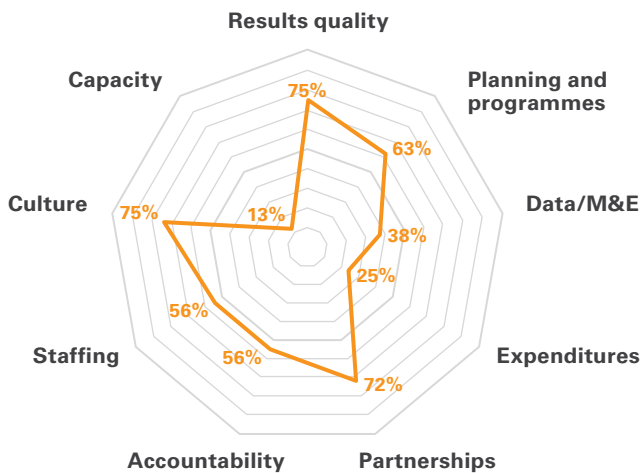 Results quality
Capacity
Planning and
programmes
75%
63%
Culture
75%
13%
Data/M&E
38%
25%
56%
Staffing
56%
Expenditures
72%
Accountability
Partnerships